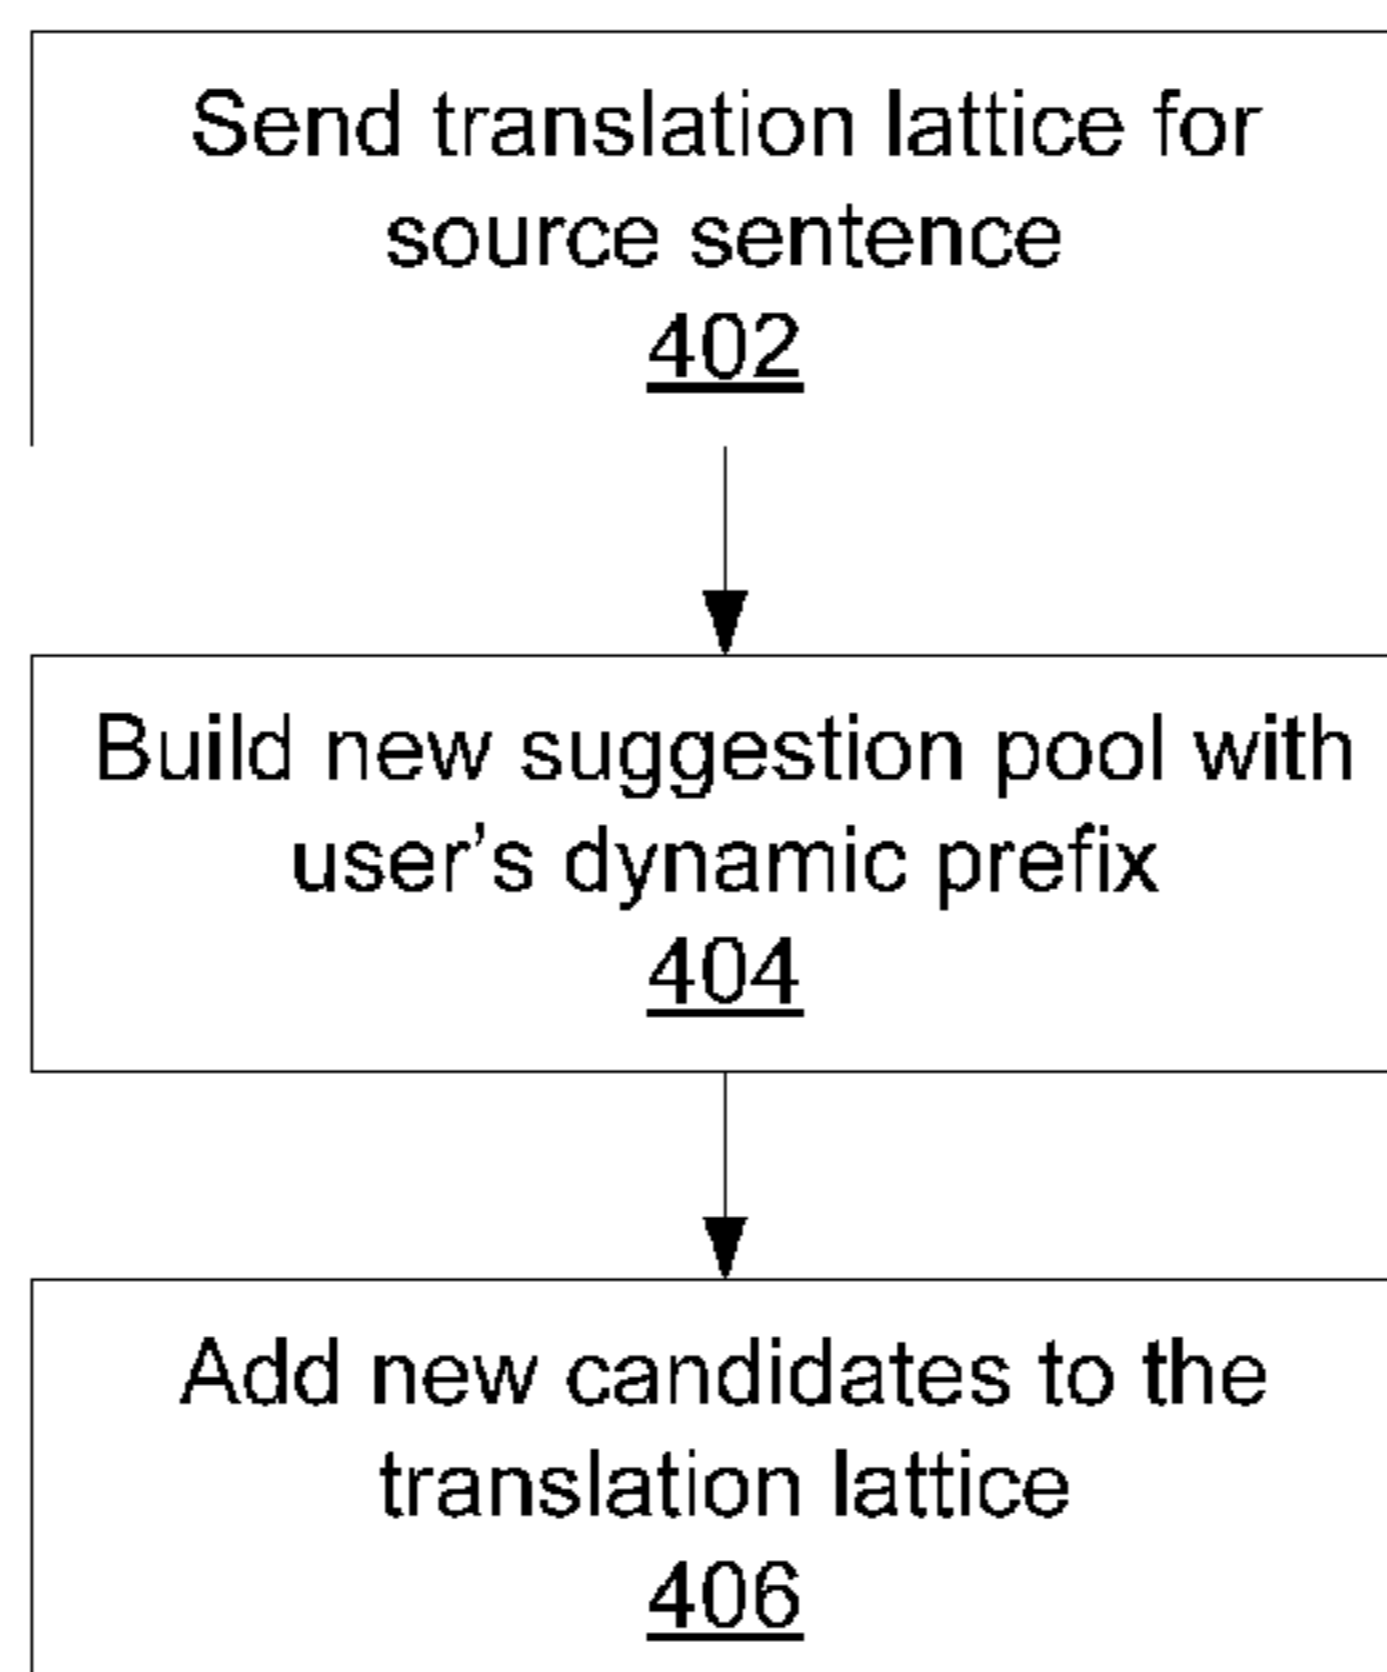 Send translation lattice for
source sentence
402
Build new suggestion pool with
user's dynamic prefix
404
Add new candidates to the
translation lattice
406